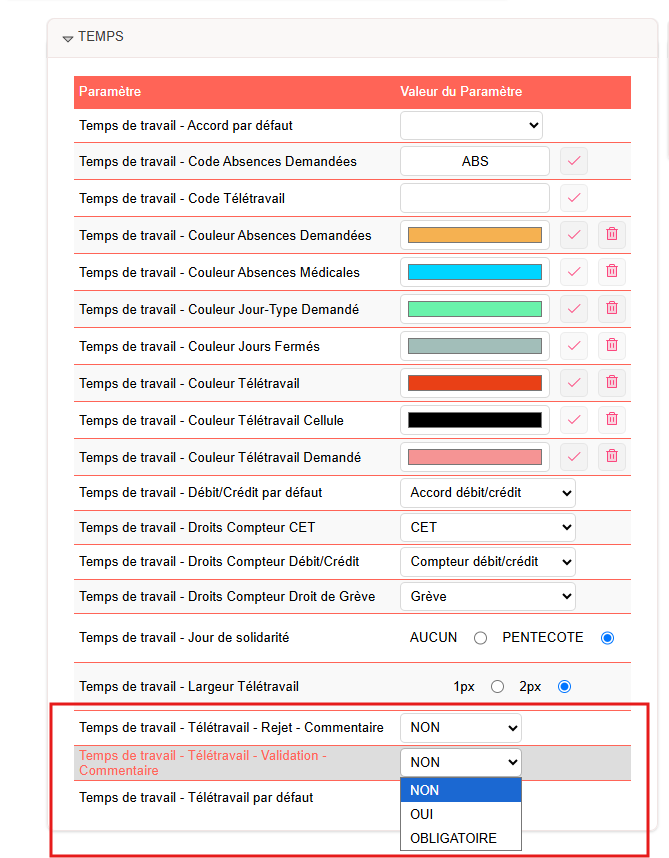 TEMPS
Paramètre Valeur du Paramètre
Temps de travail - Accord par défaut
Temps de travail - Code Absences Demandées ABS
Temps de travail - Code Télétravail
Temps de travail - Couleur Absences Demandées
Temps de travail - Couleur Absences Médicales
Temps de travail - Couleur Jour-Type Demandé
Temps de travail - Couleur Jours Fermés
Temps de travail - Couleur Télétravail
Temps de travail - Couleur Télétravail Cellule
Temps de travail - Couleur Télétravail Demandé
Temps de travail - Débit/Crédit par défaut Accord débit/crédit
Temps de travail - Droits Compteur CET CET
Temps de travail - Droits Compteur Débit/Crédit Compteur débit/crédit
Temps de travail - Droits Compteur Droit de Grève Grève
Temps de travail - Jour de solidarité AUCUN PENTECOTE
Temps de travail - Largeur Télétravail 1px 2px
Temps de travail - Télétravail - Rejet - Commentaire NON
Temps de travail - Télétravail - Validation - NON
Commentaire
NON
Temps de travail - Télétravail par défaut
OUI
OBLIGATOIRE